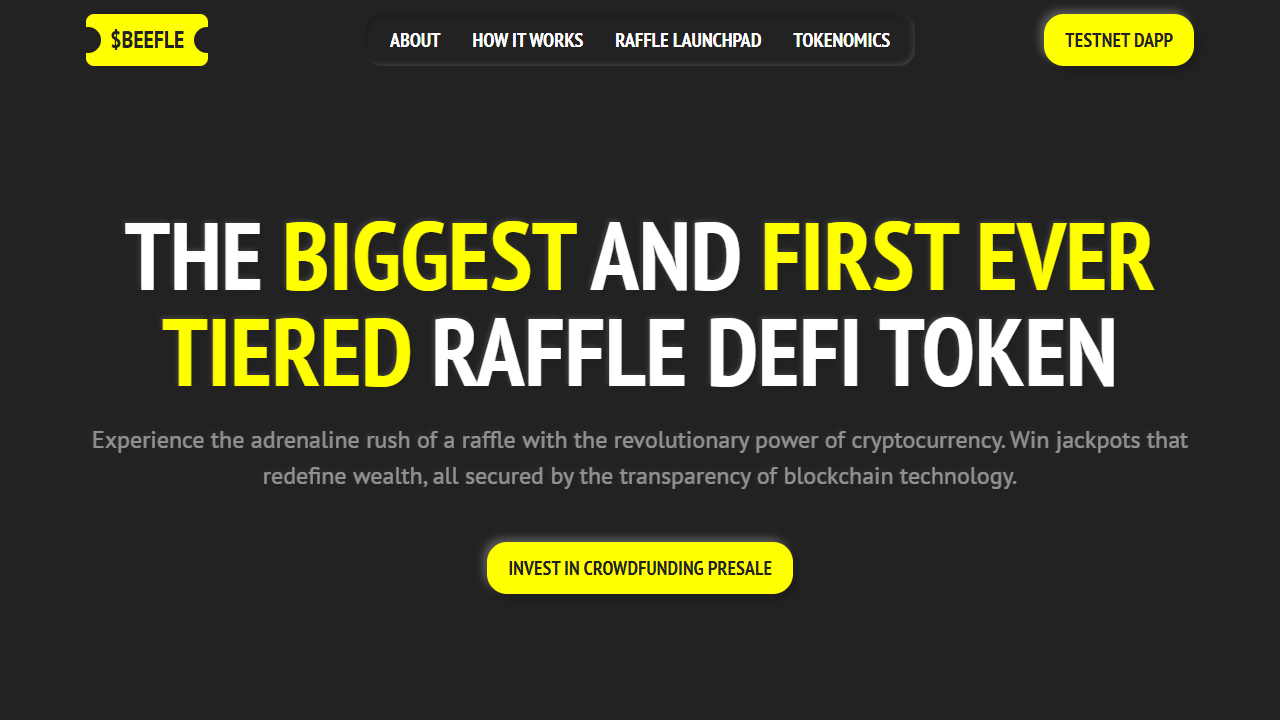 $BEEFLE
ABOUT
HOW IT WORKS
RAFFLE LAUNCHPAD
TOKENOMICS
TESTNET DAPP
THE BIGGEST AND FIRST EVER
TIERED RAFFLE DEFI TOKEN
Experience the adrenaline rush of a raffle with the revolutionary power of cryptocurrency. Win jackpots that
redefine wealth, all secured by the transparency of blockchain technology.
INVEST IN CROWDFUNDING PRESALE